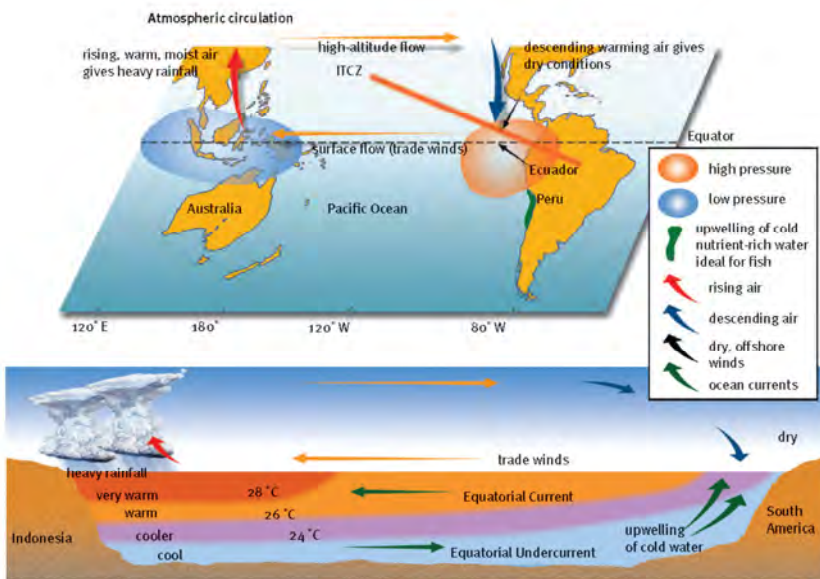 Atmospheric circulation
rising, warm, moist air
gives heavy rainfall
high-altitude flow
ITCZ
descending warming air gives
dry conditions
Equator
surface flow (trade winds)
Ecuador
Peru
Australia
Pacific Ocean
120˚E
180˚
120˚W
80˚W
high pressure
low pressure
upwelling of cold
nutrient-rich water
ideal for fish
rising air
descending air
dry, offshore
winds
ocean currents
dry
trade winds
heavy rainfall
very warm
28˚C
Equatorial Current
warm
26˚C
cooler
24˚C
cool
Equatorial Undercurrent
upwelling
of cold water
Indonesia
South
America